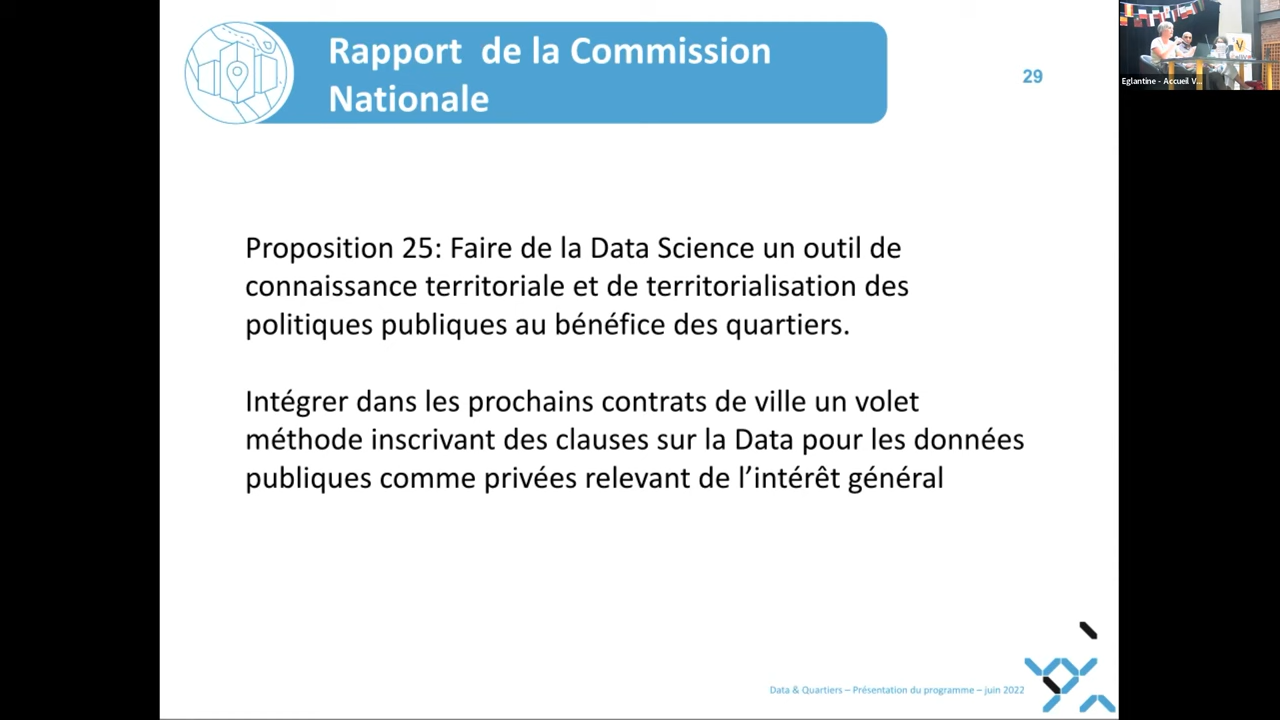 Rapport de la Commission
Nationale
29
Eglantine - Accueil V...
Proposition 25: Faire de la Data Science un outil de
connaissance territoriale et de territorialisation des
politiques publiques au bénéfice des quartiers.
Intégrer dans les prochains contrats de ville un volet
méthode inscrivant des clauses sur la Data pour les données
publiques comme privées relevant de l’intérêt général
Data & Quartiers – Présentation du programme – juin 2022